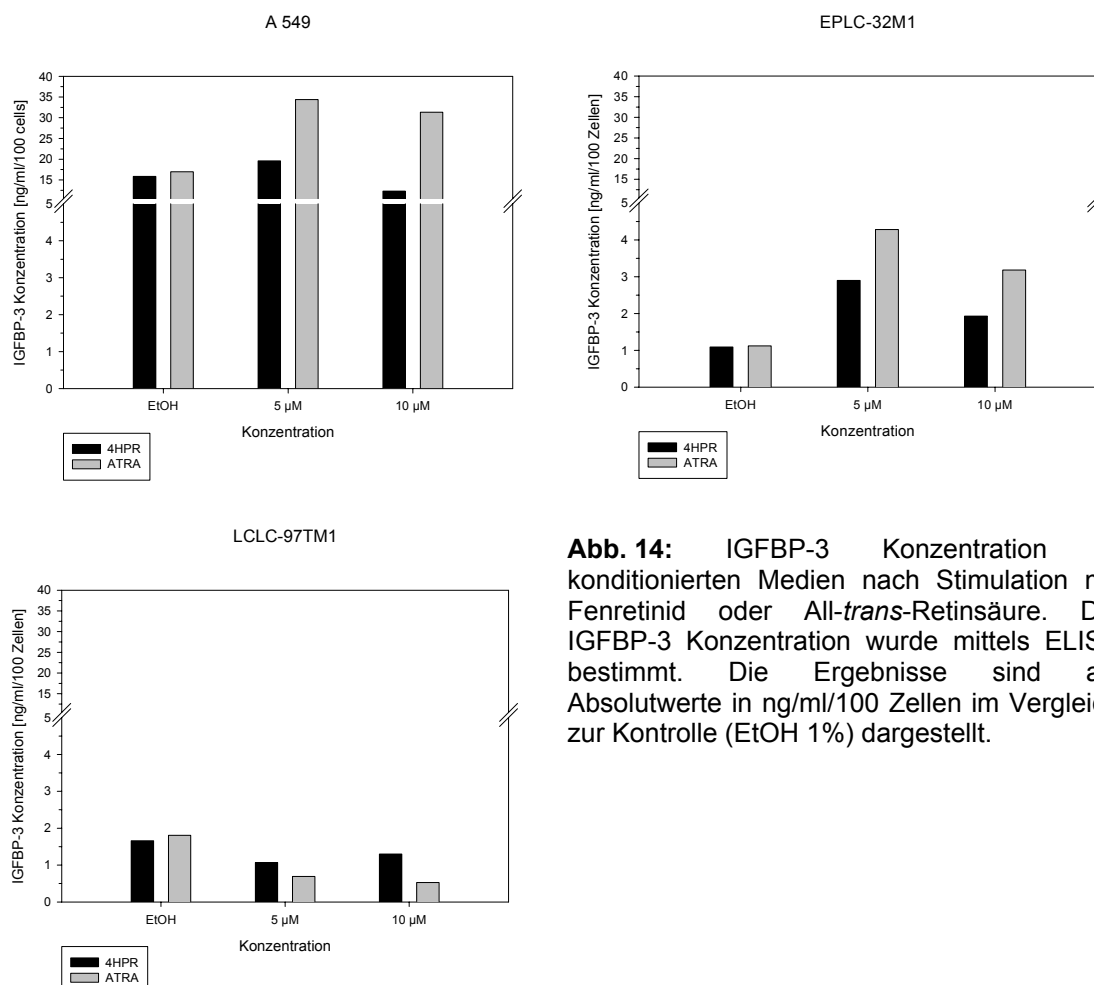 A 549
IGFBP-3 Konzentration [ng/ml/100 cells]
40
35
30
25
20
15
5
4
3
2
1
0
EtOH 5 µM 10 µM
Konzentration
4HPR
ATRA
EPLC-32M1
IGFBP-3 Konzentration [ng/ml/100 Zellen]
40
35
30
25
20
15
5
4
3
2
1
0
EtOH 5 µM 10 µM
Konzentration
4HPR
ATRA
LCLC-97TM1
IGFBP-3 Konzentration [ng/ml/100 Zellen]
40
35
30
25
20
15
5
4
3
2
1
0
EtOH 5 µM 10 µM
Konzentration
4HPR
ATRA
Abb. 14: IGFBP-3 Konzentration
konditionierten Medien nach Stimulation
Fenretinid oder All-trans-Retinsäure.
IGFBP-3 Konzentration wurde mittels
bestimmt. Die Ergebnisse sind
Absolutwerte in ng/ml/100 Zellen im
zur Kontrolle (EtOH 1%) dargestellt.